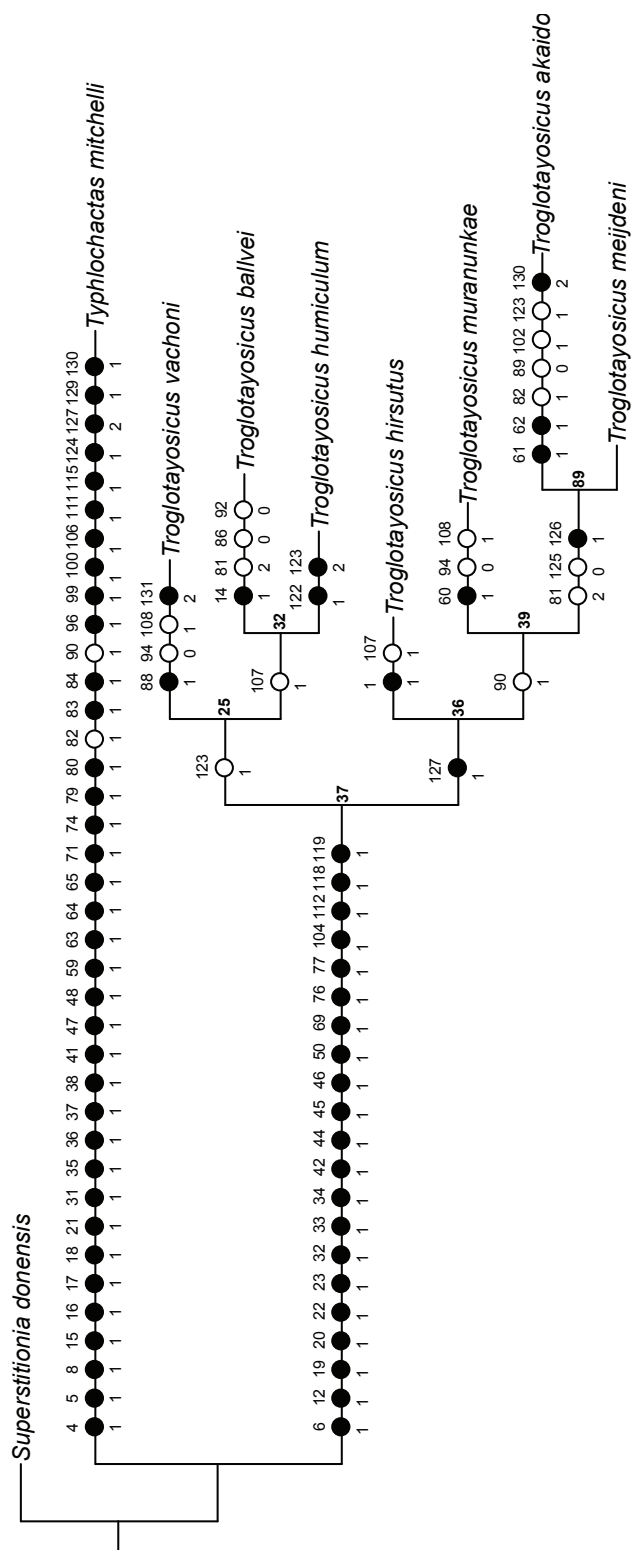 Superstitionia donensis
4 5 8 15 16 17 18 21 31 35 36 37 38 41 47 48 59 63 64 65 71 74 79 80 82 83 84 90 96 99 100 106 111 115 124 127 129 130
Typhlochactas mitchelli
1 1 1 1 1 1 1 1 1 1 1 1 1 1 1 1 1 1 1 1 1 1 1 1 1 1 1 1 1 1 1 1 1 1 1 2 1 1
88 94 108 131
Troglotayosicus vachoni
1 0 1 2
123
25
1
14 81 86 92
Troglotayosicus ballvei
1 2 0 0
107
32
1
122 123
Troglotayosicus humiculum
1 2
6 12 19 20 22 23 32 33 34 42 44 45 46 50 69 76 77 104 112 118 119
37
1 1 1 1 1 1 1 1 1 1 1 1 1 1 1 1 1 1 1 1 1
1 107
Troglotayosicus hirsutus
1 1
127
36
1
60 94 108
Troglotayosicus muranunkae
1 0 1
90
39
1
61 62 82 89 102 123 130
Troglotayosicus akaido
1 1 1 0 1 1 2
81 125 126
89
2 0 1
Troglotayosicus meijdeni